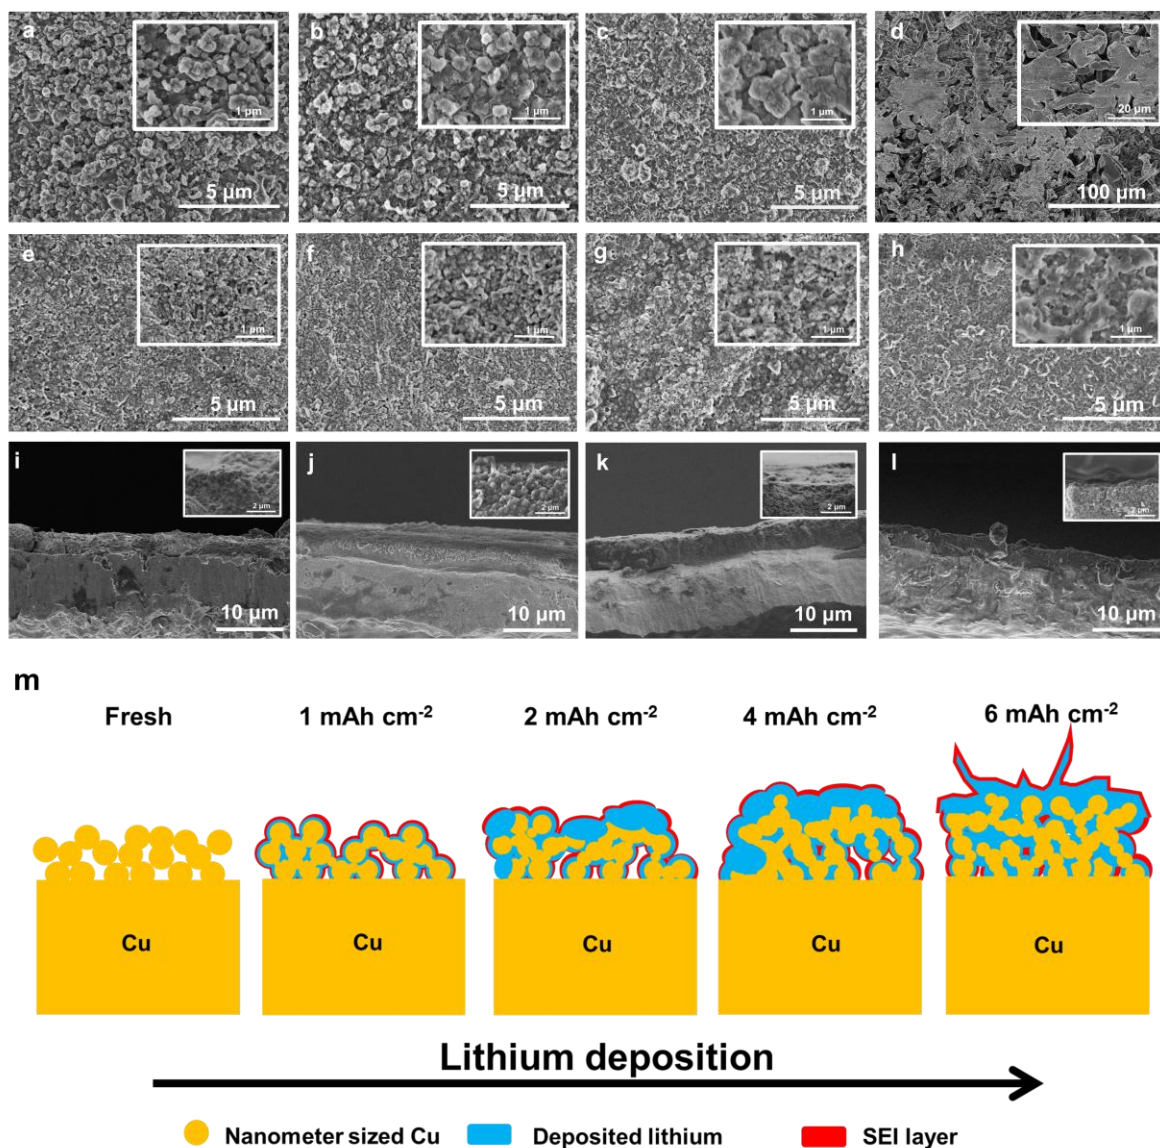 a
1 µm
5 µm
b
1 µm
5 µm
c
1 µm
5 µm
d
20 µm
100 µm
e
1 µm
5 µm
f
1 µm
5 µm
g
1 µm
5 µm
h
1 µm
5 µm
i
2 µm
10 µm
j
2 µm
10 µm
k
2 µm
10 µm
l
2 µm
10 µm
m
Fresh
1 mAh cm⁻²
2 mAh cm⁻²
4 mAh cm⁻²
6 mAh cm⁻²
Cu
Cu
Cu
Cu
Cu
Lithium deposition
Nanometer sized Cu
Deposited lithium
SEI layer